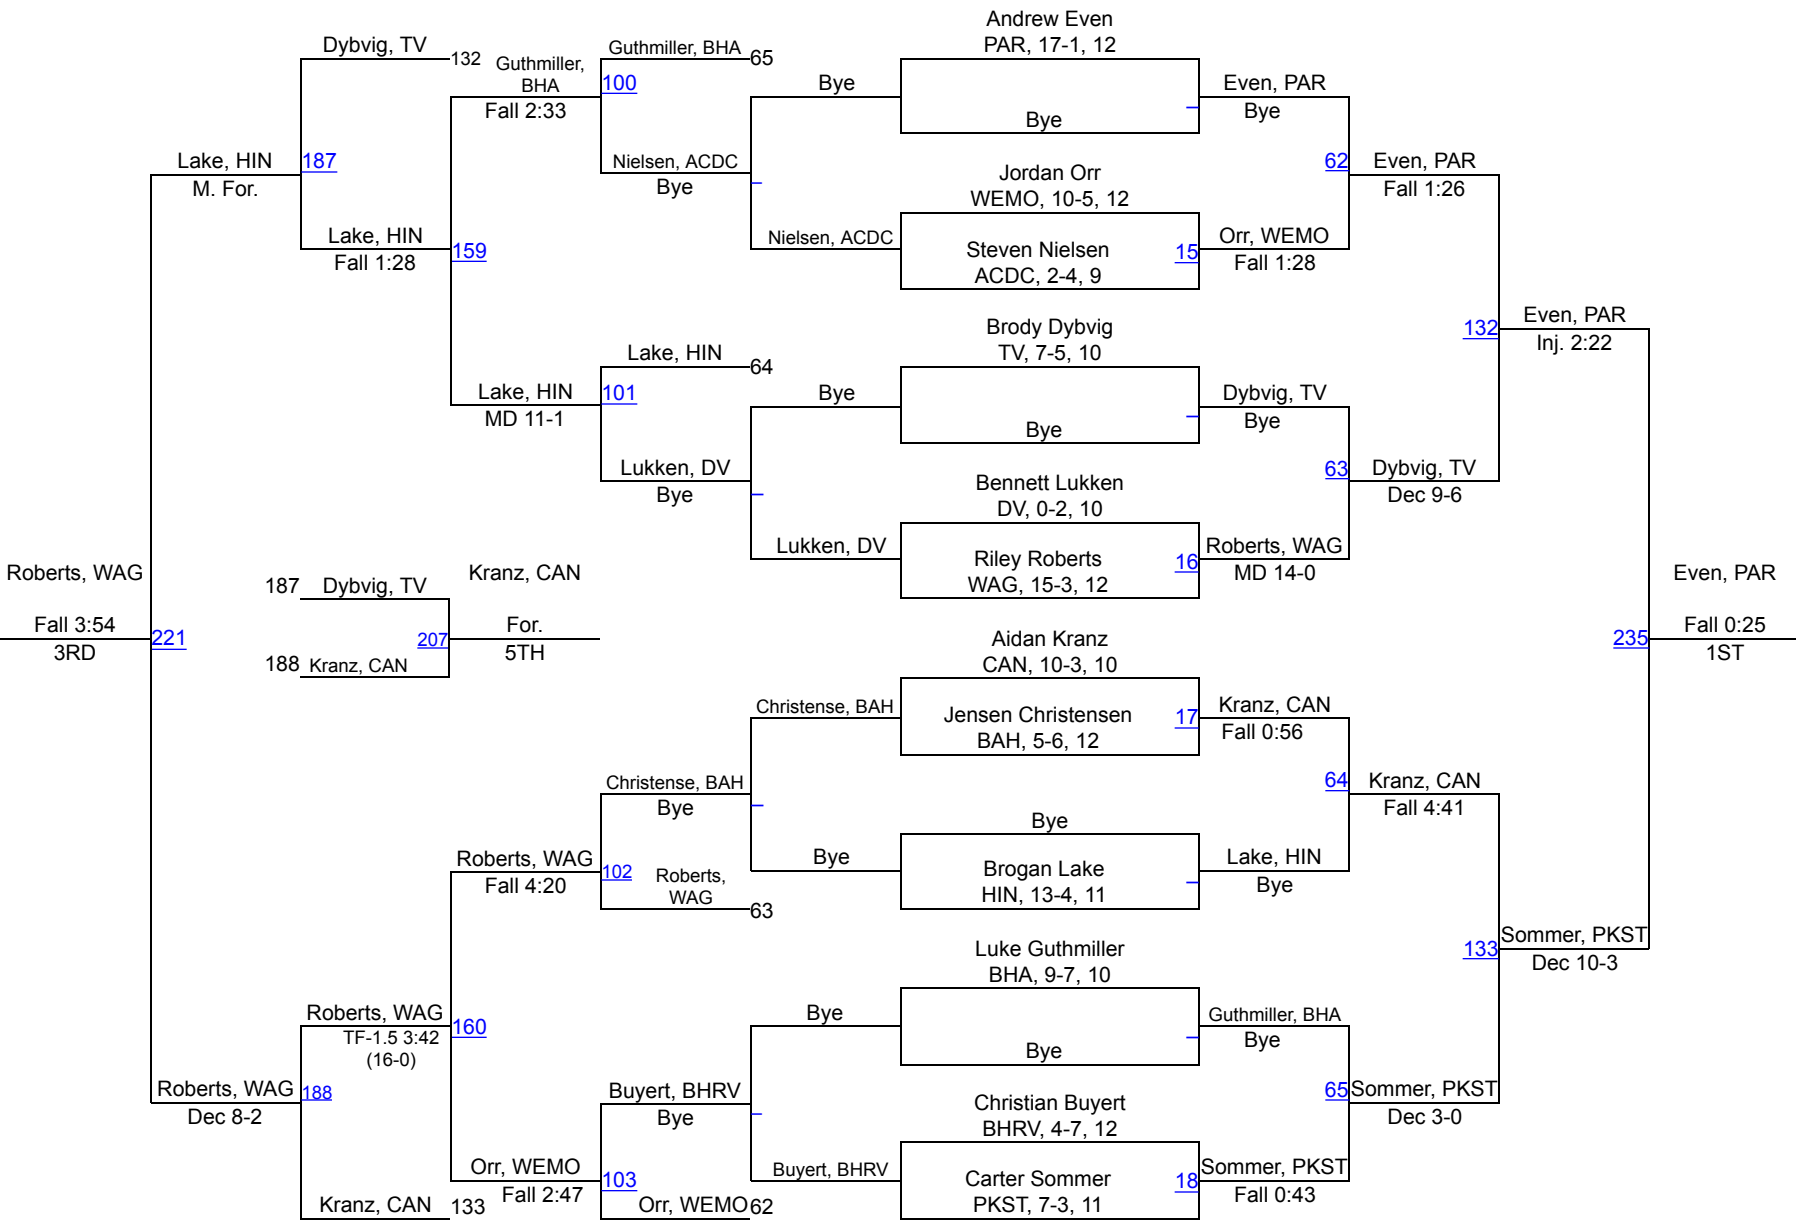 Andrew Even
PAR, 17-1, 12
Bye
Jordan Orr
WEMO, 10-5, 12
Steven Nielsen
ACDC, 2-4, 9
15
Brody Dybvig
TV, 7-5, 10
Bye
Bennett Lukken
DV, 0-2, 10
Riley Roberts
WAG, 15-3, 12
16
Aidan Kranz
CAN, 10-3, 10
Jensen Christensen
BAH, 5-6, 12
17
Bye
Brogan Lake
HIN, 13-4, 11
Luke Guthmiller
BHA, 9-7, 10
Bye
Christian Buyert
BHRV, 4-7, 12
Carter Sommer
PKST, 7-3, 11
18
Even, PAR
Bye
62
Orr, WEMO
Fall 1:28
Dybvig, TV
Bye
63
Roberts, WAG
MD 14-0
Kranz, CAN
Fall 0:56
64
Lake, HIN
Bye
Guthmiller, BHA
Bye
65
Sommer, PKST
Fall 0:43
Even, PAR
Fall 1:26
132
Dybvig, TV
Dec 9-6
Kranz, CAN
Fall 4:41
133
Sommer, PKST
Dec 3-0
Even, PAR
Inj. 2:22
235
Sommer, PKST
Dec 10-3
Even, PAR
Fall 0:25
1ST
Bye
Nielsen, ACDC
Bye
Lukken, DV
Christense, BAH
Bye
Bye
Buyert, BHRV
Guthmiller, BHA
65
100
Nielsen, ACDC
Bye
Lake, HIN
64
101
Lukken, DV
Bye
Christense, BAH
Bye
102
Roberts,
WAG
63
Buyert, BHRV
Bye
103
Orr, WEMO
62
Guthmiller,
BHA
Fall 2:33
159
Lake, HIN
MD 11-1
Roberts, WAG
Fall 4:20
160
Orr, WEMO
Fall 2:47
Dybvig, TV
132
187
Lake, HIN
Fall 1:28
Roberts, WAG
TF-1.5 3:42
(16-0)
188
Kranz, CAN
133
Lake, HIN
M. For.
221
Roberts, WAG
Dec 8-2
Roberts, WAG
Fall 3:54
3RD
187
Dybvig, TV
207
188
Kranz, CAN
Kranz, CAN
For.
5TH